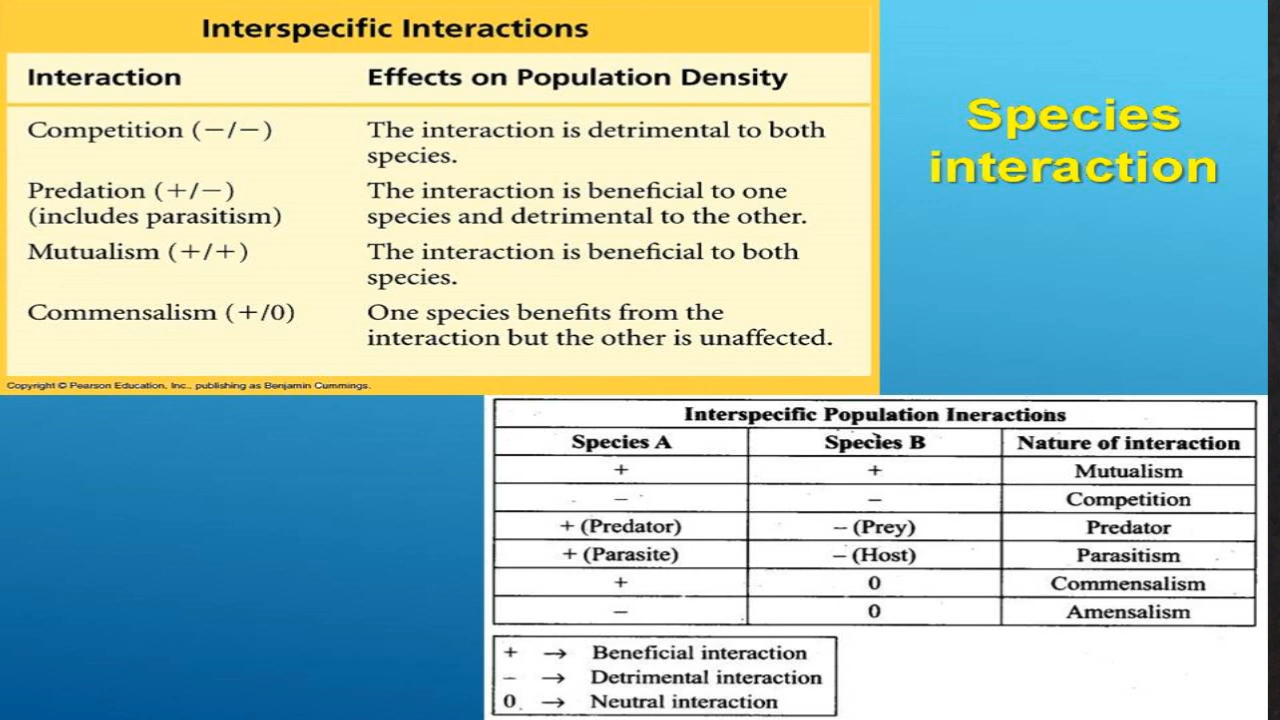 Interspecific Interactions
Interaction Effects on Population Density
Competition (−/−) The interaction is detrimental to both
species.
Predation (+/−) The interaction is beneficial to one
(includes parasitism) species and detrimental to the other.
Mutualism (+/+) The interaction is beneficial to both
species.
Commensalism (+/0) One species benefits from the
interaction but the other is unaffected.
Copyright © Pearson Education, Inc., publishing as Benjamin Cummings.
Species
interaction
Interspecific Population Ineractions
Species A Species B Nature of interaction
+ + Mutualism
− − Competition
+ (Predator) − (Prey) Predator
+ (Parasite) − (Host) Parasitism
+ 0 Commensalism
− 0 Amensalism
+ → Beneficial interaction
− → Detrimental interaction
0 → Neutral interaction